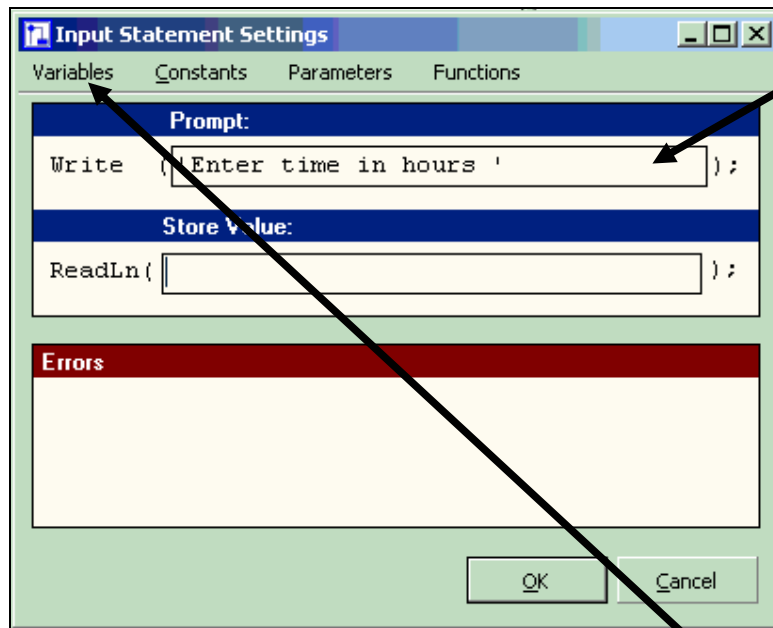 Input Statement Settings
Variables Constants Parameters Functions
Prompt:
Write ('Enter time in hours ');
Store Value:
ReadLn( );
Errors
OK Cancel